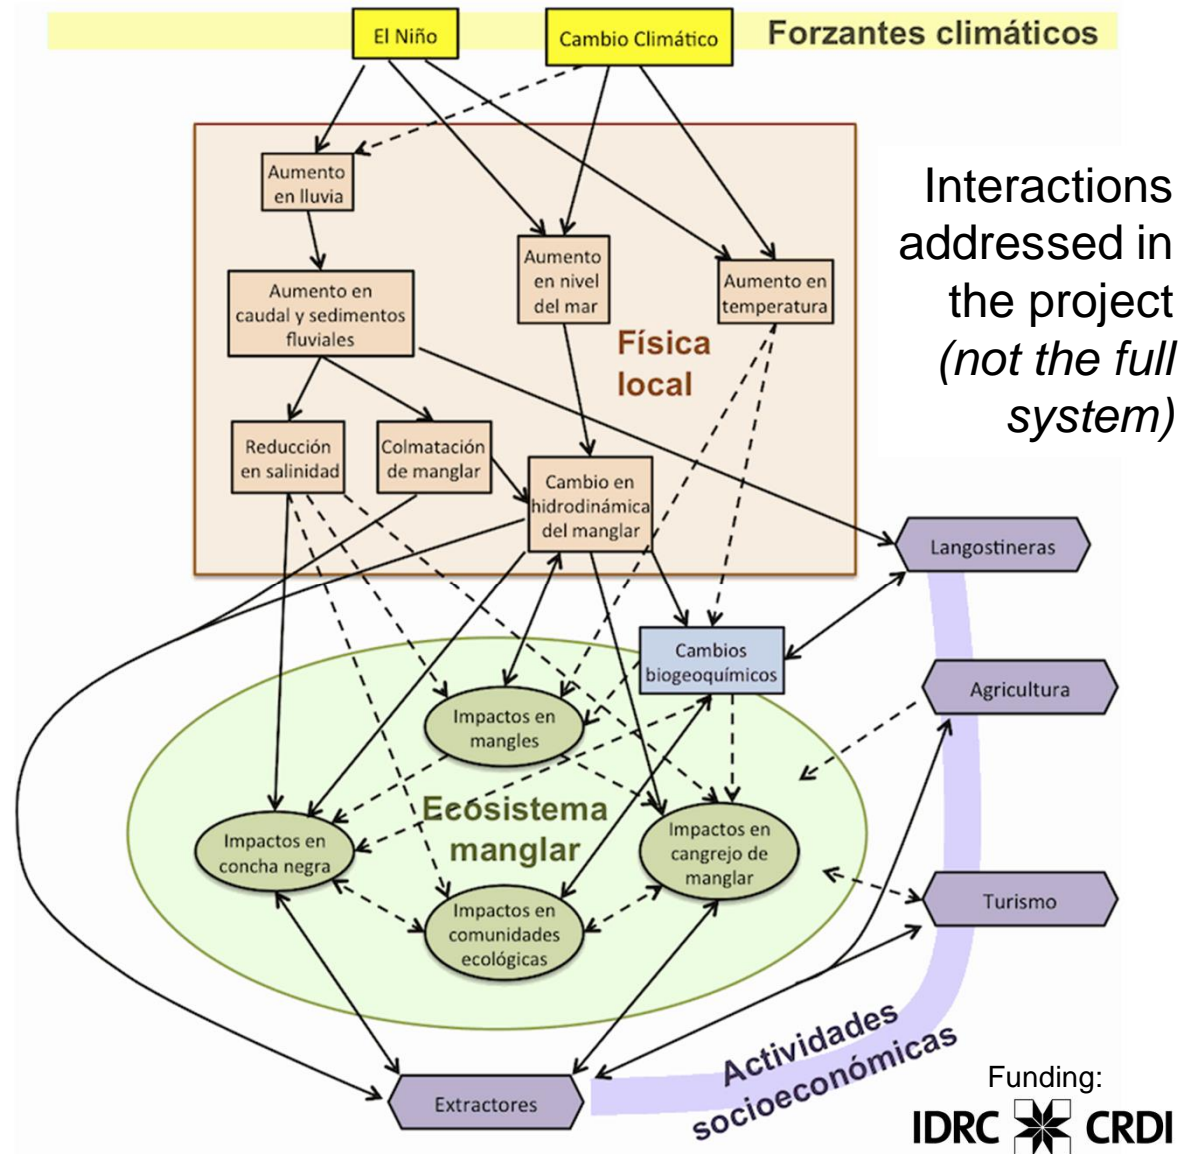 El Niño
Cambio Climático
Forzantes climáticos
Interactions
addressed in
the project
(not the full
system)
Aumento
en lluvia
Aumento
en nivel
del mar
Aumento en
temperatura
Aumento en
caudal y sedimentos
fluviales
Física
local
Reducción
en salinidad
Colmatación
de manglar
Cambio en
hidrodinámica
del manglar
Langostineras
Cambios
biogeoquímicos
Agricultura
Impactos en
mangles
Ecosistema
manglar
Impactos en
concha negra
Impactos en
cangrejo de
manglar
Turismo
Impactos en
comunidades
ecológicas
Actividades
socioeconómicas
Extractores
Funding:
IDRC CRDI